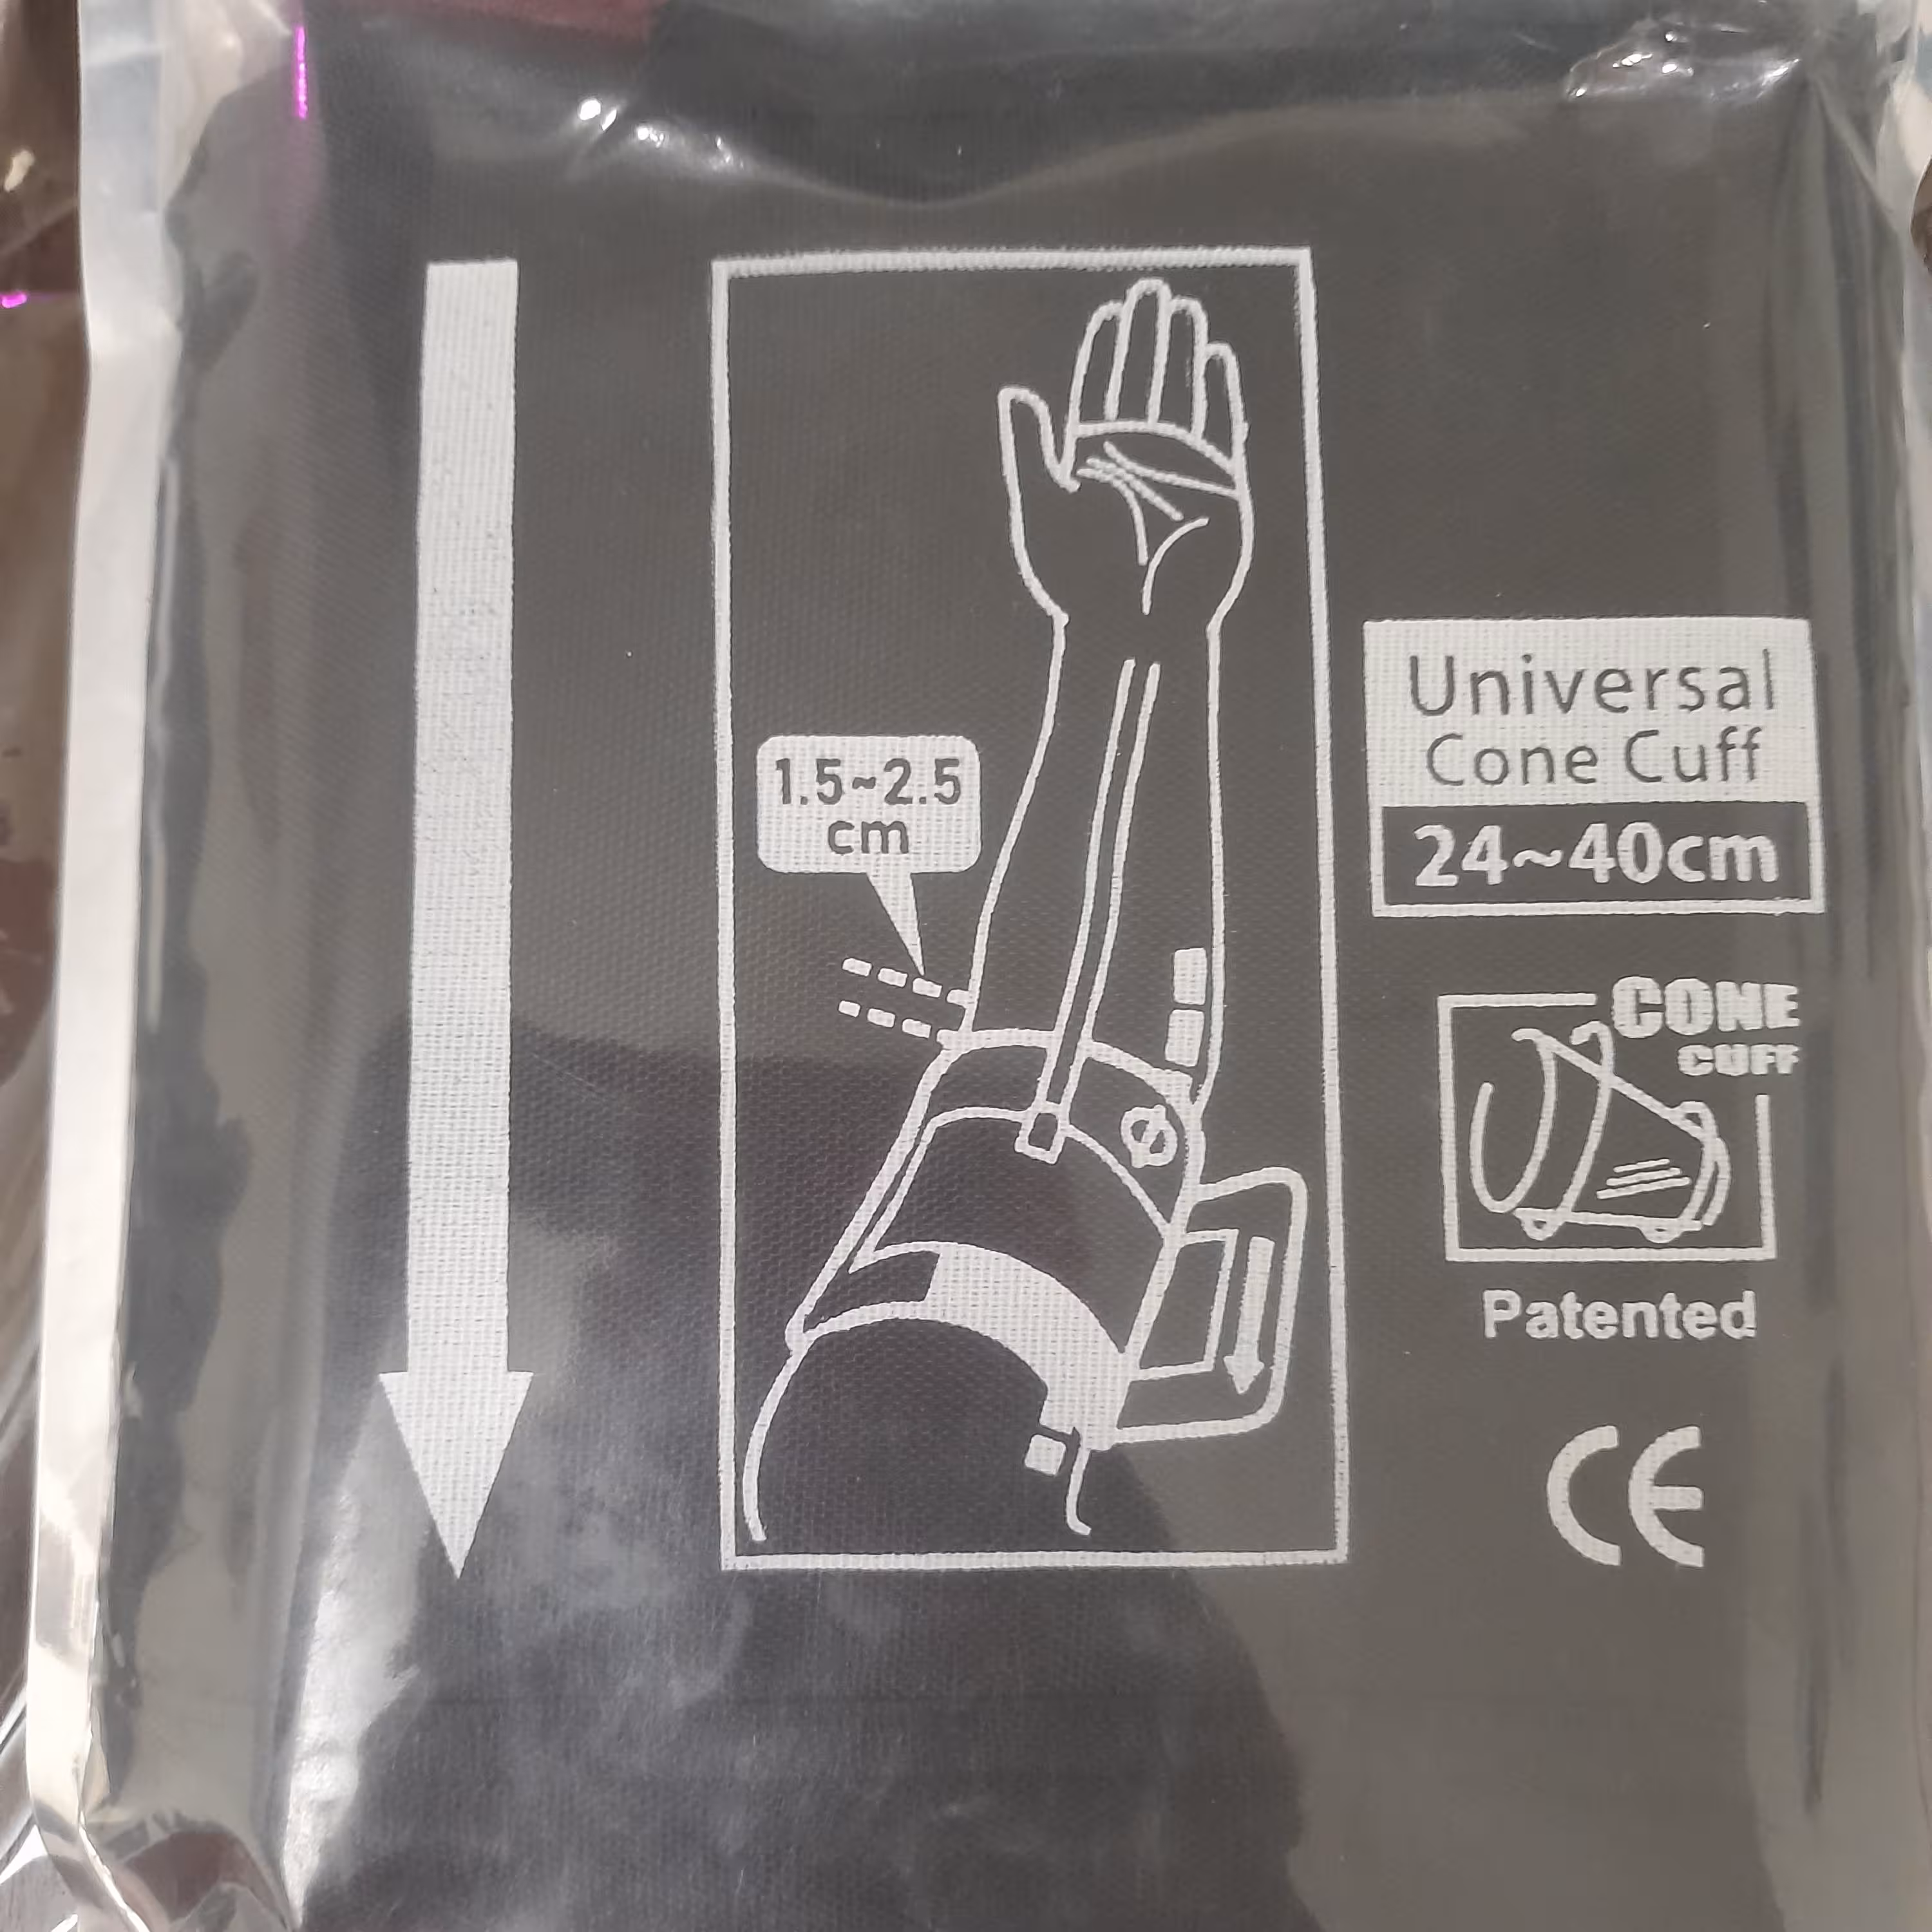 1.5~2.5
cm
Universal
Cone Cuff
24~40cm
CONE
CUFF
Patented
CE